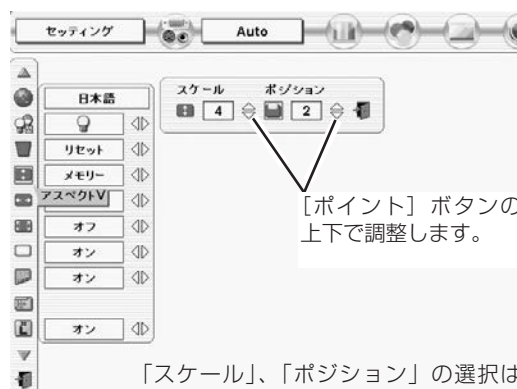 セッティング
Auto
スケール ポジション
4 2
日本語
リセット
メモリー
アスペクトV
オフ
オン
オン
オン
［ポイント］ボタンの
上下で調整します。
「スケール」、「ポジション」の選択は